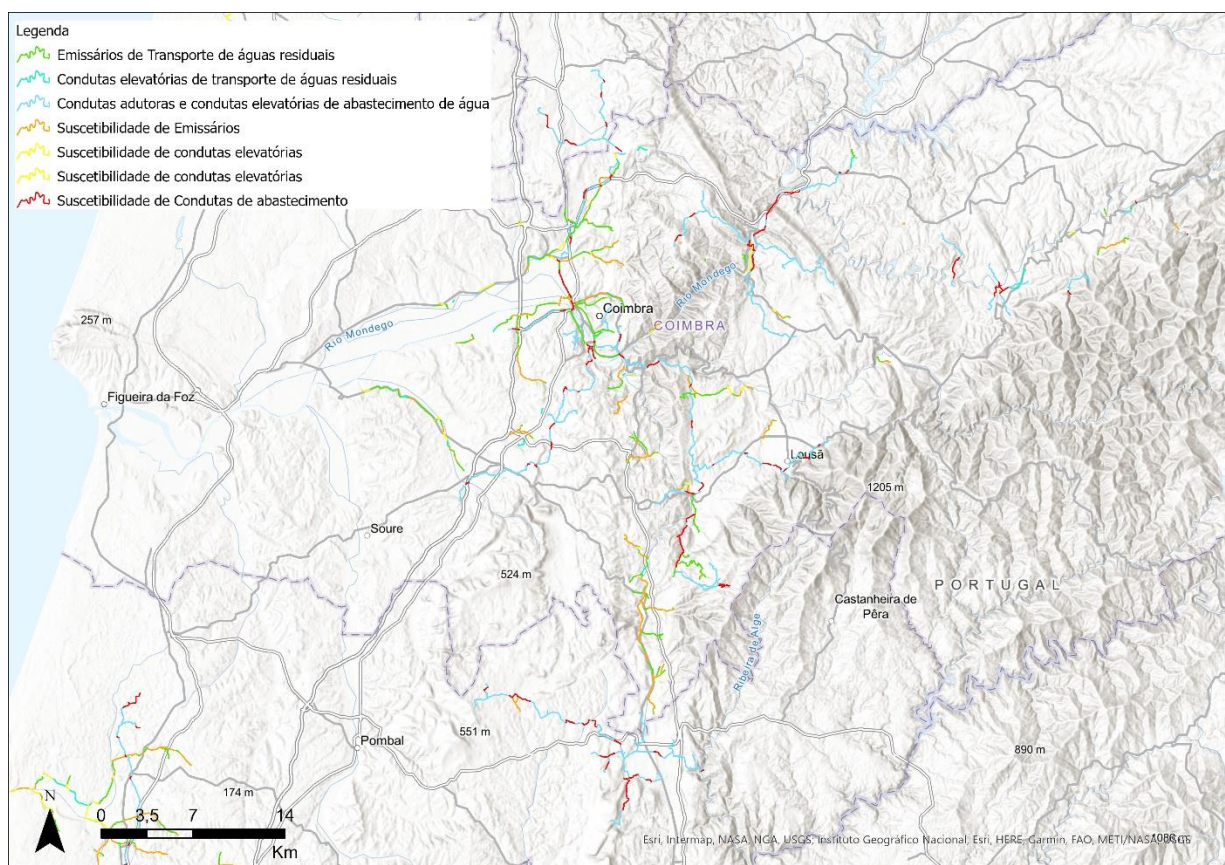 Legenda
Emissários de Transporte de águas residuais
Condutas elevatórias de transporte de águas residuais
Condutas adutoras e condutas elevatórias de abastecimento de água
Suscetibilidade de Emissários
Suscetibilidade de condutas elevatórias
Suscetibilidade de condutas elevatórias
Suscetibilidade de Condutas de abastecimento
Rio Mondego
Coimbra
COIMBRA
257 m
Rio Mondego
Figueira da Foz
Lousã
1205 m
Soure
524 m
PORTUGAL
Castanheira de
Pêra
Ribeira de Alge
551 m
Pombal
890 m
174 m
N
0 3,5 7 14
Km
Esri, Intermap, NASA, NGA, USGS; Instituto Geográfico Nacional, Esri, HERE, Garmin, FAO, METI/NASA, USGS